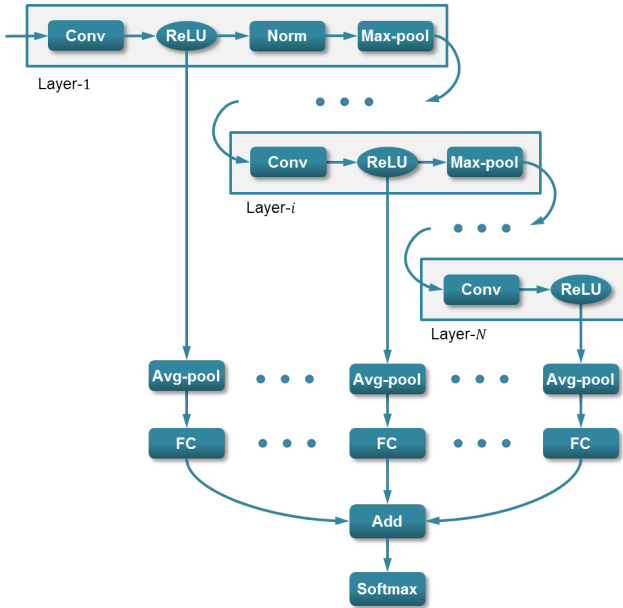 Conv ReLU Norm Max-pool
Layer-1
Conv ReLU Max-pool
Layer-i
Conv ReLU
Layer-N
Avg-pool Avg-pool Avg-pool
FC FC FC
Add
Softmax